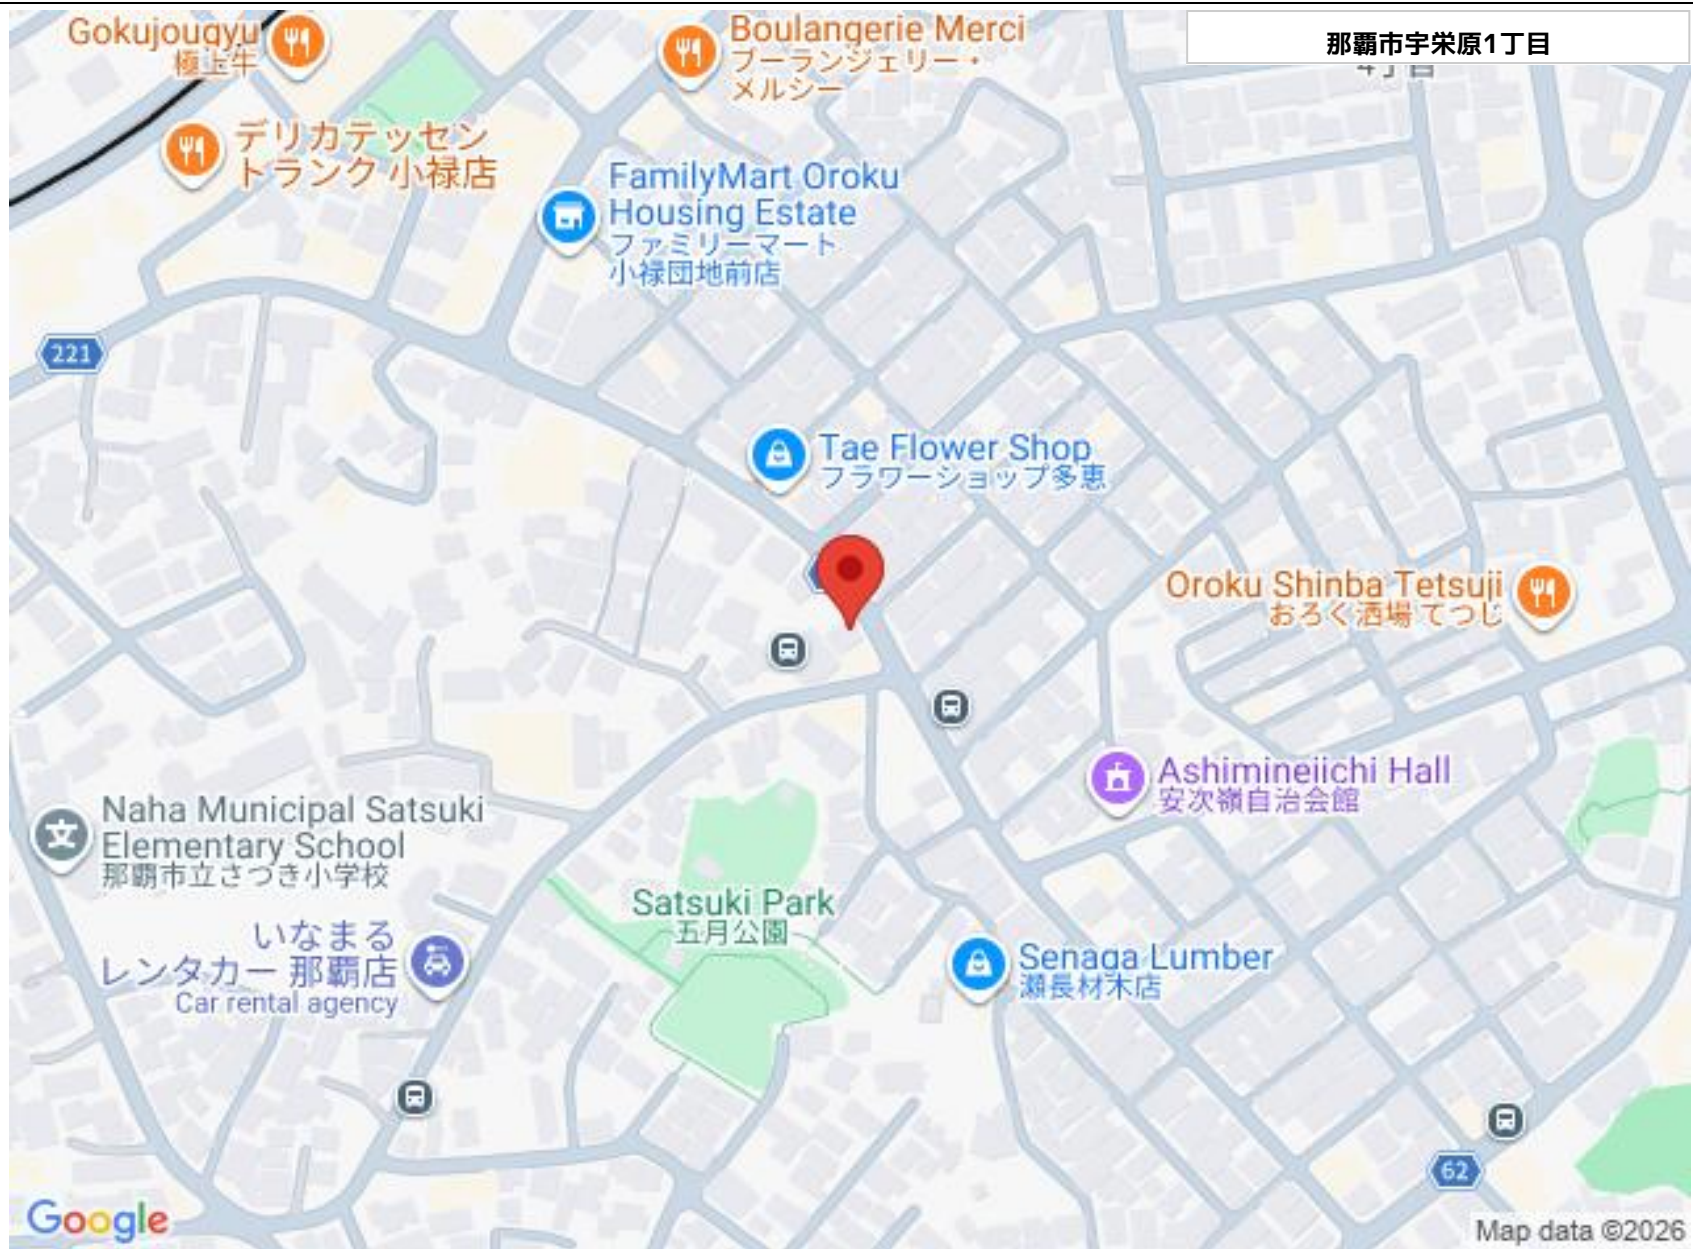 那覇市宇栄原1丁目
4丁目
Gokujougyu
極上牛
Boulangerie Merci
ブーランジェリー・
メルシー
デリカテッセン
トランク 小禄店
FamilyMart Oroku
Housing Estate
ファミリーマート
小禄団地前店
221
Tae Flower Shop
フラワーショップ多恵
Oroku Shinba Tetsuji
おろく酒場 てつじ
Ashimineiichi Hall
安次嶺自治会館
文
Naha Municipal Satsuki
Elementary School
那覇市立さつき小学校
Satsuki Park
五月公園
いなまる
レンタカー 那覇店
Car rental agency
Senaga Lumber
瀬長材木店
62
Google
Map data ©2026